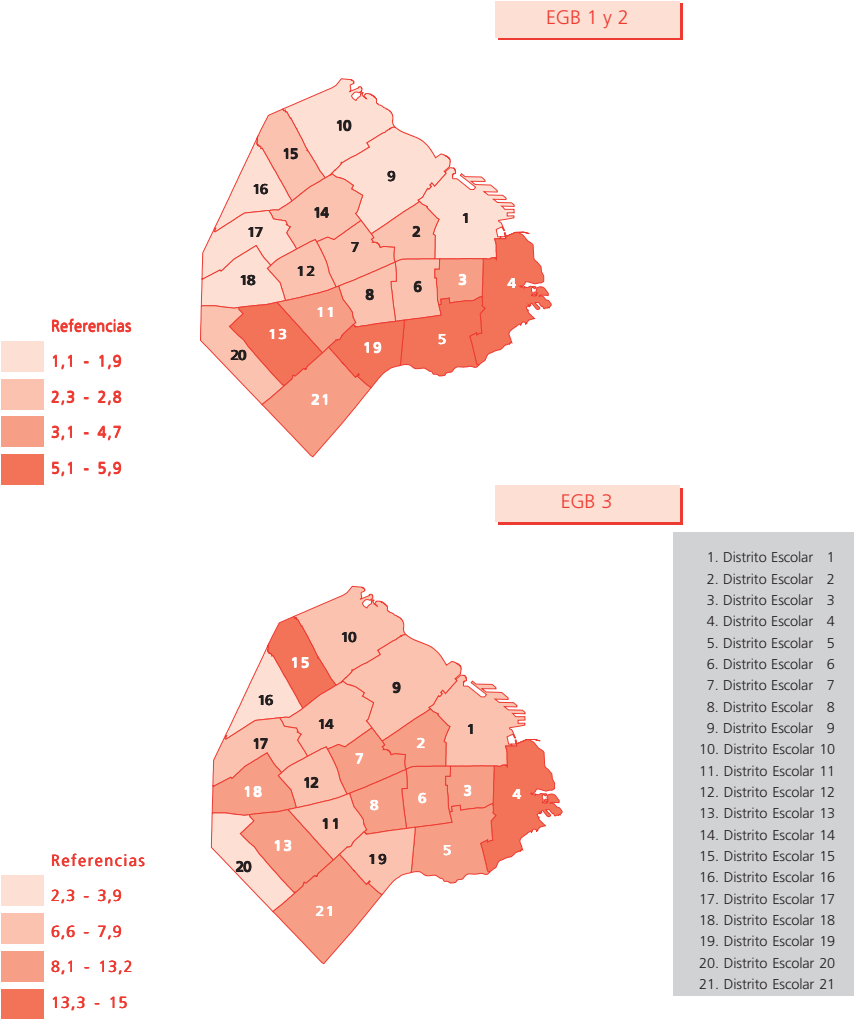 EGB 1 y 2
10
15
9
16
14
1
17
2
7
12
18
3
4
6
8
11
13
5
19
20
21
Referencias
1,1 - 1,9
2,3 - 2,8
3,1 - 4,7
5,1 - 5,9
EGB 3
10
15
9
16
14
1
17
2
7
12
18
3
4
6
8
11
13
5
19
20
21
Referencias
2,3 - 3,9
6,6 - 7,9
8,1 - 13,2
13,3 - 15
1. Distrito Escolar 1
2. Distrito Escolar 2
3. Distrito Escolar 3
4. Distrito Escolar 4
5. Distrito Escolar 5
6. Distrito Escolar 6
7. Distrito Escolar 7
8. Distrito Escolar 8
9. Distrito Escolar 9
10. Distrito Escolar 10
11. Distrito Escolar 11
12. Distrito Escolar 12
13. Distrito Escolar 13
14. Distrito Escolar 14
15. Distrito Escolar 15
16. Distrito Escolar 16
17. Distrito Escolar 17
18. Distrito Escolar 18
19. Distrito Escolar 19
20. Distrito Escolar 20
21. Distrito Escolar 21